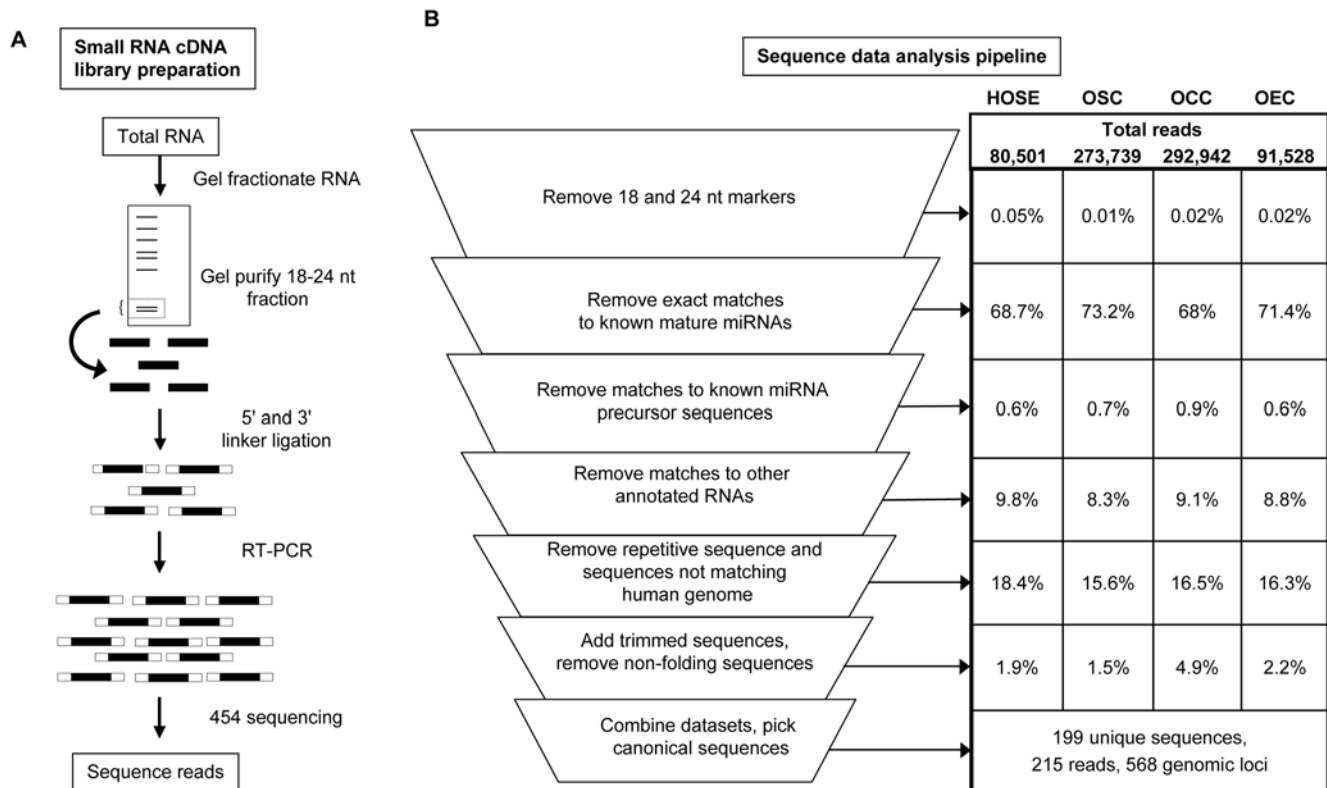 A
Small RNA cDNA
library preparation
Total RNA
Gel fractionate RNA
Gel purify 18-24 nt
fraction
{
5' and 3'
linker ligation
RT-PCR
454 sequencing
Sequence reads
B
Sequence data analysis pipeline
HOSE OSC OCC OEC
Total reads
80,501 273,739 292,942 91,528
Remove 18 and 24 nt markers
0.05% 0.01% 0.02% 0.02%
Remove exact matches
to known mature miRNAs
68.7% 73.2% 68% 71.4%
Remove matches to known miRNA
precursor sequences
0.6% 0.7% 0.9% 0.6%
Remove matches to other
annotated RNAs
9.8% 8.3% 9.1% 8.8%
Remove repetitive sequence and
sequences not matching
human genome
18.4% 15.6% 16.5% 16.3%
Add trimmed sequences,
remove non-folding sequences
1.9% 1.5% 4.9% 2.2%
Combine datasets, pick
canonical sequences
199 unique sequences,
215 reads, 568 genomic loci